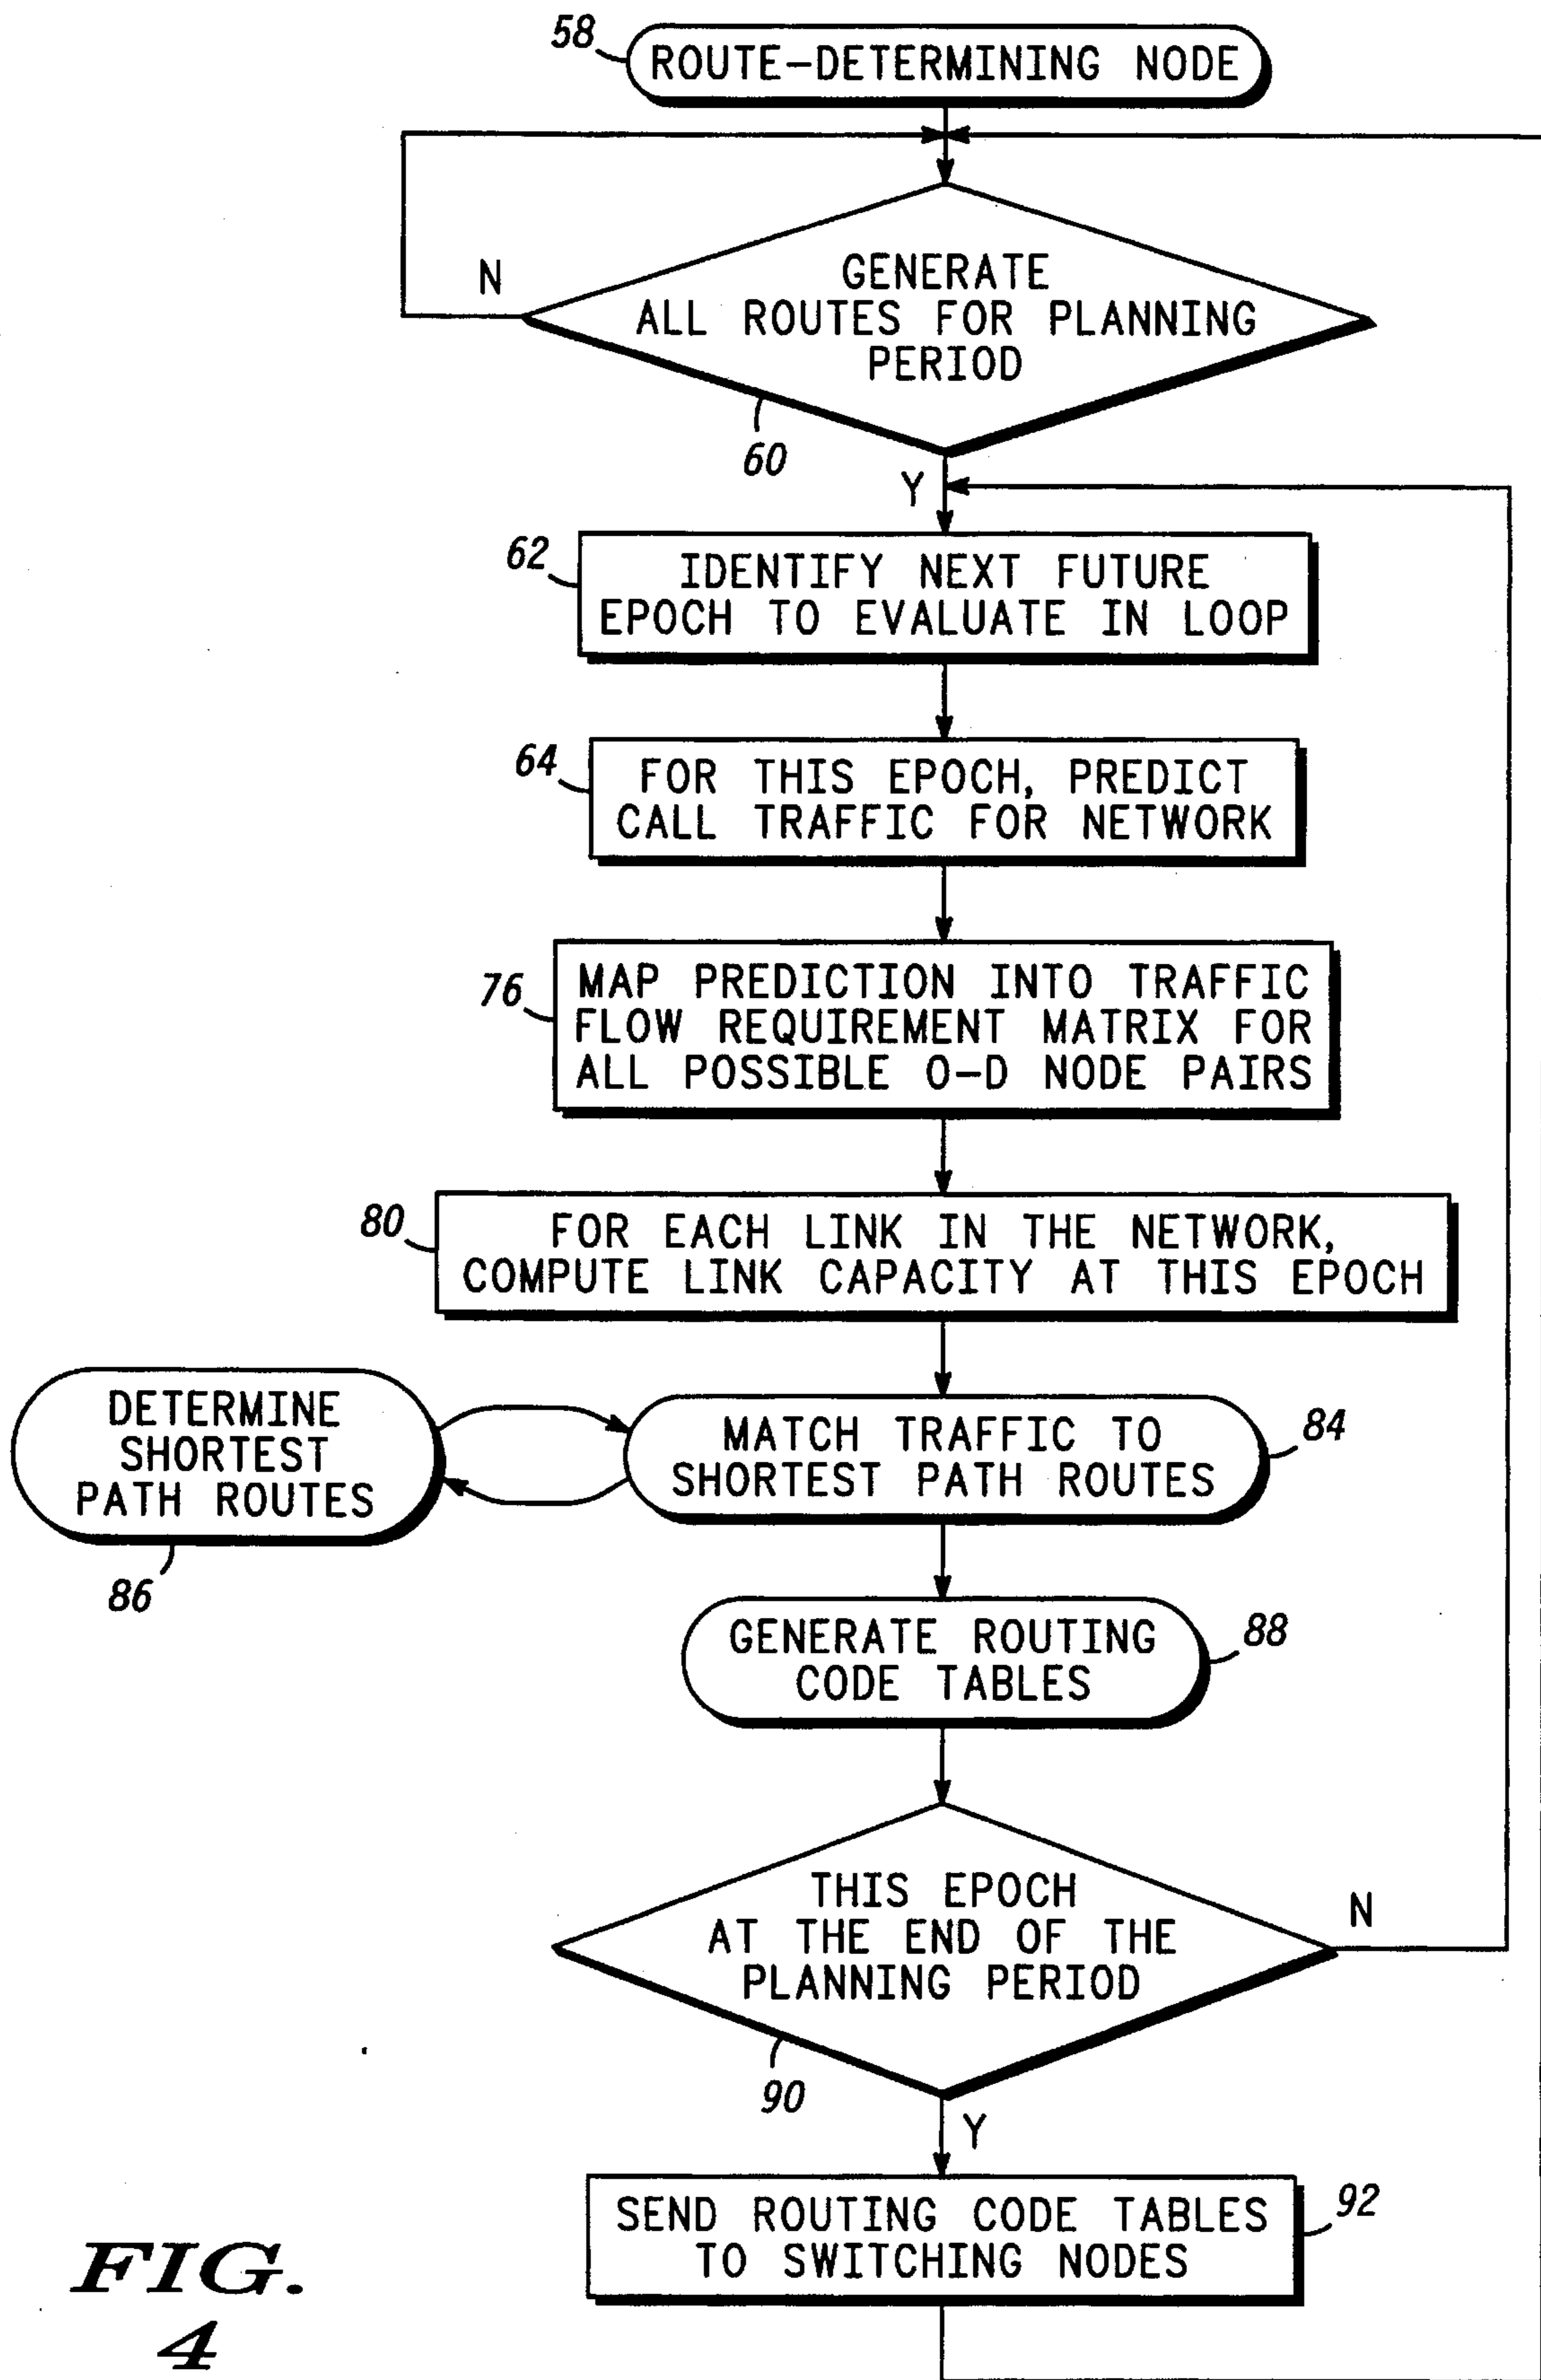 58
ROUTE-DETERMINING NODE
N
GENERATE
ALL ROUTES FOR PLANNING
PERIOD
60
Y
62
IDENTIFY NEXT FUTURE
EPOCH TO EVALUATE IN LOOP
64
FOR THIS EPOCH, PREDICT
CALL TRAFFIC FOR NETWORK
76
MAP PREDICTION INTO TRAFFIC
FLOW REQUIREMENT MATRIX FOR
ALL POSSIBLE O-D NODE PAIRS
80
FOR EACH LINK IN THE NETWORK,
COMPUTE LINK CAPACITY AT THIS EPOCH
DETERMINE
SHORTEST
PATH ROUTES
86
MATCH TRAFFIC TO
SHORTEST PATH ROUTES
84
GENERATE ROUTING
CODE TABLES
88
THIS EPOCH
AT THE END OF THE
PLANNING PERIOD
N
90
Y
SEND ROUTING CODE TABLES
TO SWITCHING NODES
92
FIG.
4